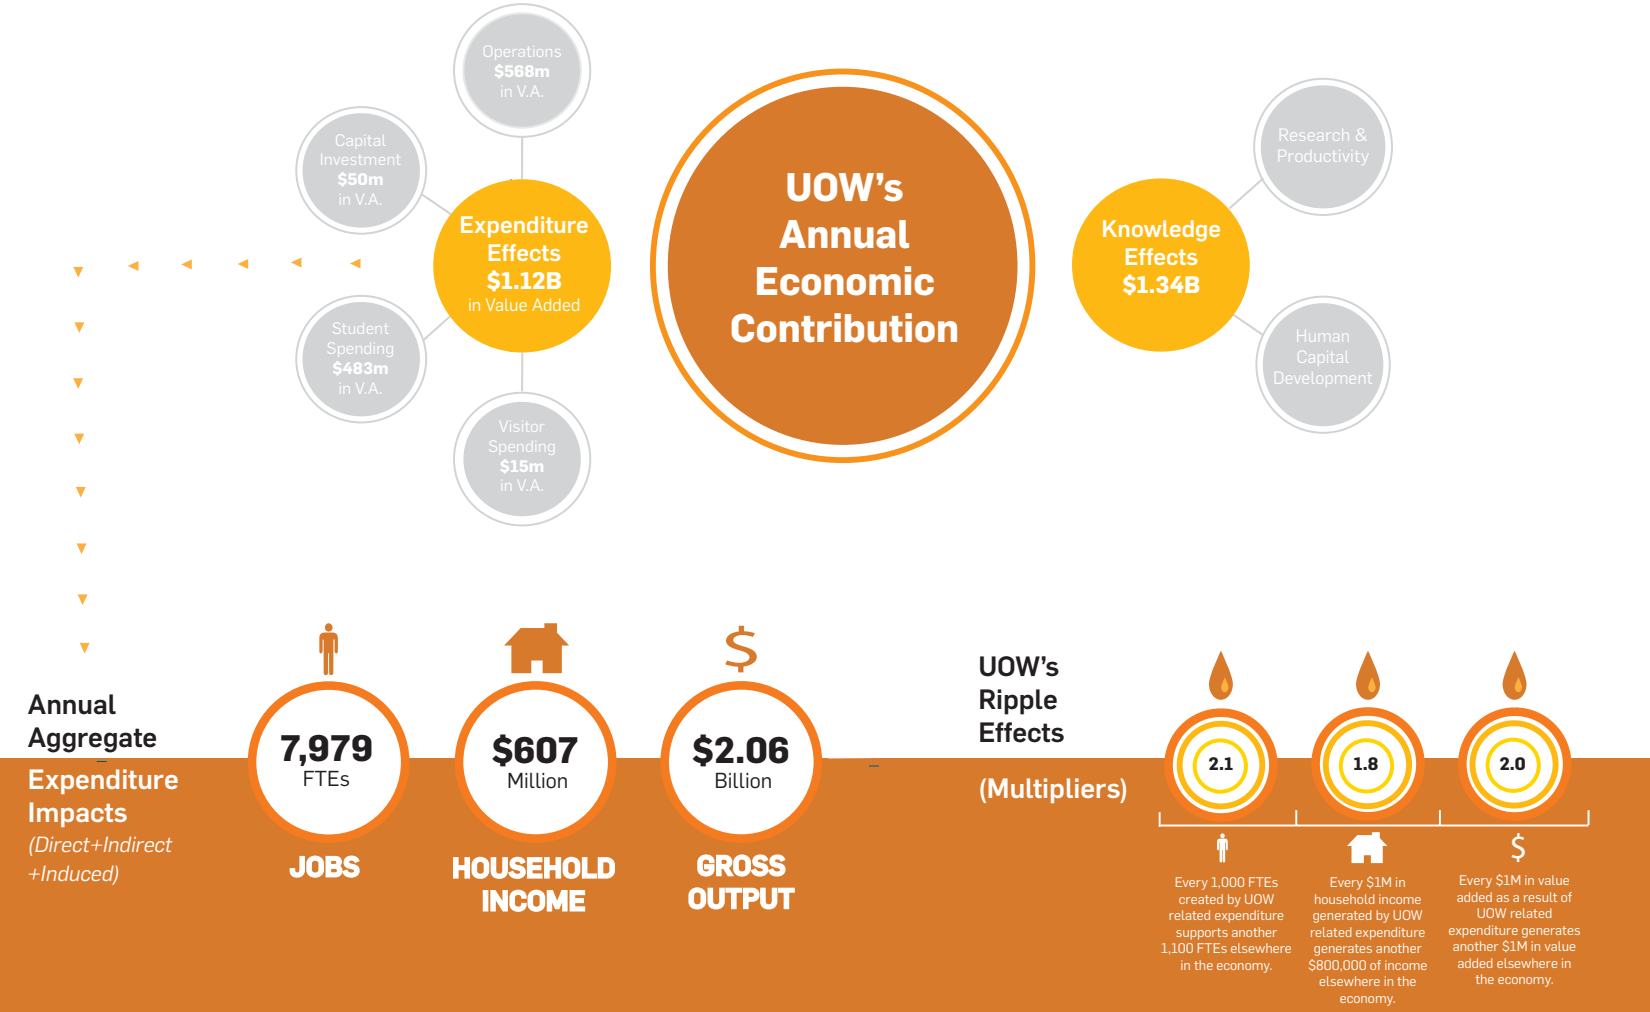 Operations
$568m
in V.A.
Capital
Investment
$50m
in V.A.
Expenditure
Effects
$1.12B
in Value Added
Student
Spending
$483m
in V.A.
Visitor
Spending
$15m
in V.A.
UOW's
Annual
Economic
Contribution
Knowledge
Effects
$1.34B
Research &
Productivity
Human
Capital
Development
Annual
Aggregate
Expenditure
Impacts
(Direct+Indirect
+Induced)
7,979
FTEs
JOBS
$607
Million
HOUSEHOLD
INCOME
$
$2.06
Billion
GROSS
OUTPUT
UOW's
Ripple
Effects
(Multipliers)
2.1
Every 1,000 FTEs
created by UOW
related expenditure
supports another
1,100 FTEs elsewhere
in the economy.
1.8
Every $1M in
household income
generated by UOW
related expenditure
generates another
$800,000 of income
elsewhere in the
economy.
2.0
$
Every $1M in value
added as a result of
UOW related
expenditure generates
another $1M in value
added elsewhere in
the economy.